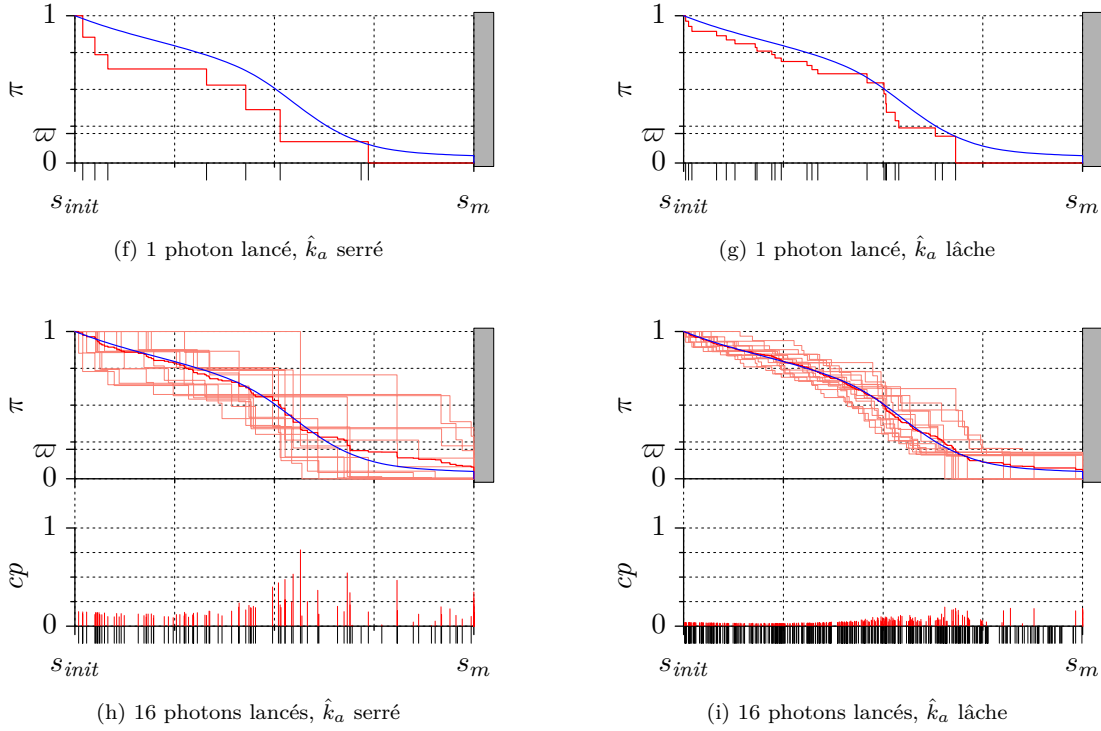 1
π
ϖ
0
s_init
s_m
(f) 1 photon lancé, k̂_a serré
1
π
ϖ
0
s_init
s_m
(g) 1 photon lancé, k̂_a lâche
1
π
ϖ
0
1
cp
0
s_init
s_m
(h) 16 photons lancés, k̂_a serré
1
π
ϖ
0
1
cp
0
s_init
s_m
(i) 16 photons lancés, k̂_a lâche